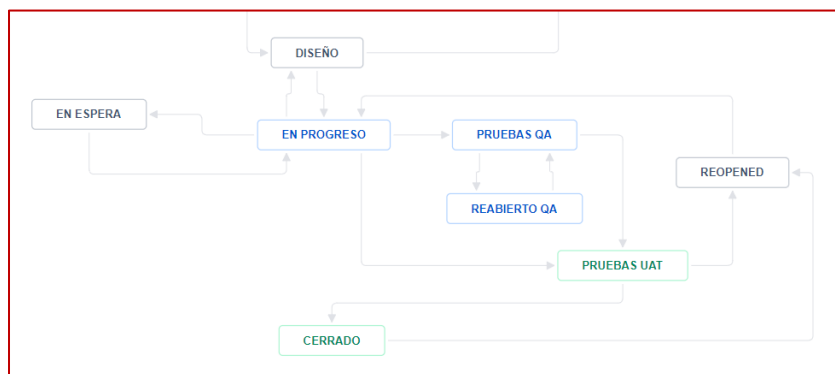 DISEÑO
EN ESPERA
EN PROGRESO
PRUEBAS QA
REOPENED
REABIERTO QA
PRUEBAS UAT
CERRADO